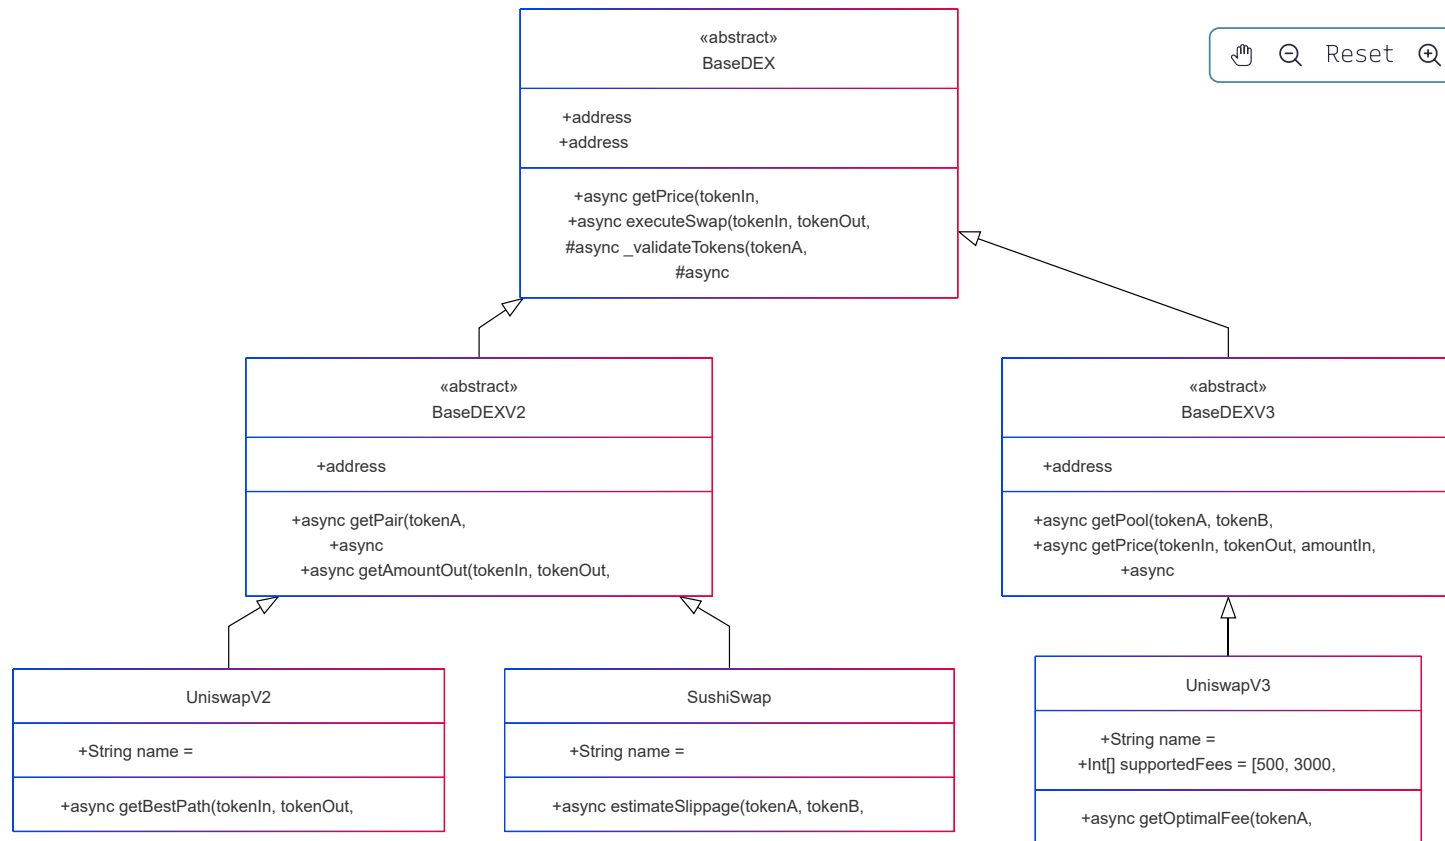 «abstract»
BaseDEX
Reset
+address
+address
+async getPrice(tokenIn,
+async executeSwap(tokenIn, tokenOut,
#async _validateTokens(tokenA,
#async
«abstract»
BaseDEXV2
+address
+async getPair(tokenA,
+async
+async getAmountOut(tokenIn, tokenOut,
«abstract»
BaseDEXV3
+address
+async getPool(tokenA, tokenB,
+async getPrice(tokenIn, tokenOut, amountIn,
+async
UniswapV2
+String name =
+async getBestPath(tokenIn, tokenOut,
SushiSwap
+String name =
+async estimateSlippage(tokenA, tokenB,
UniswapV3
+String name =
+Int[] supportedFees = [500, 3000,
+async getOptimalFee(tokenA,